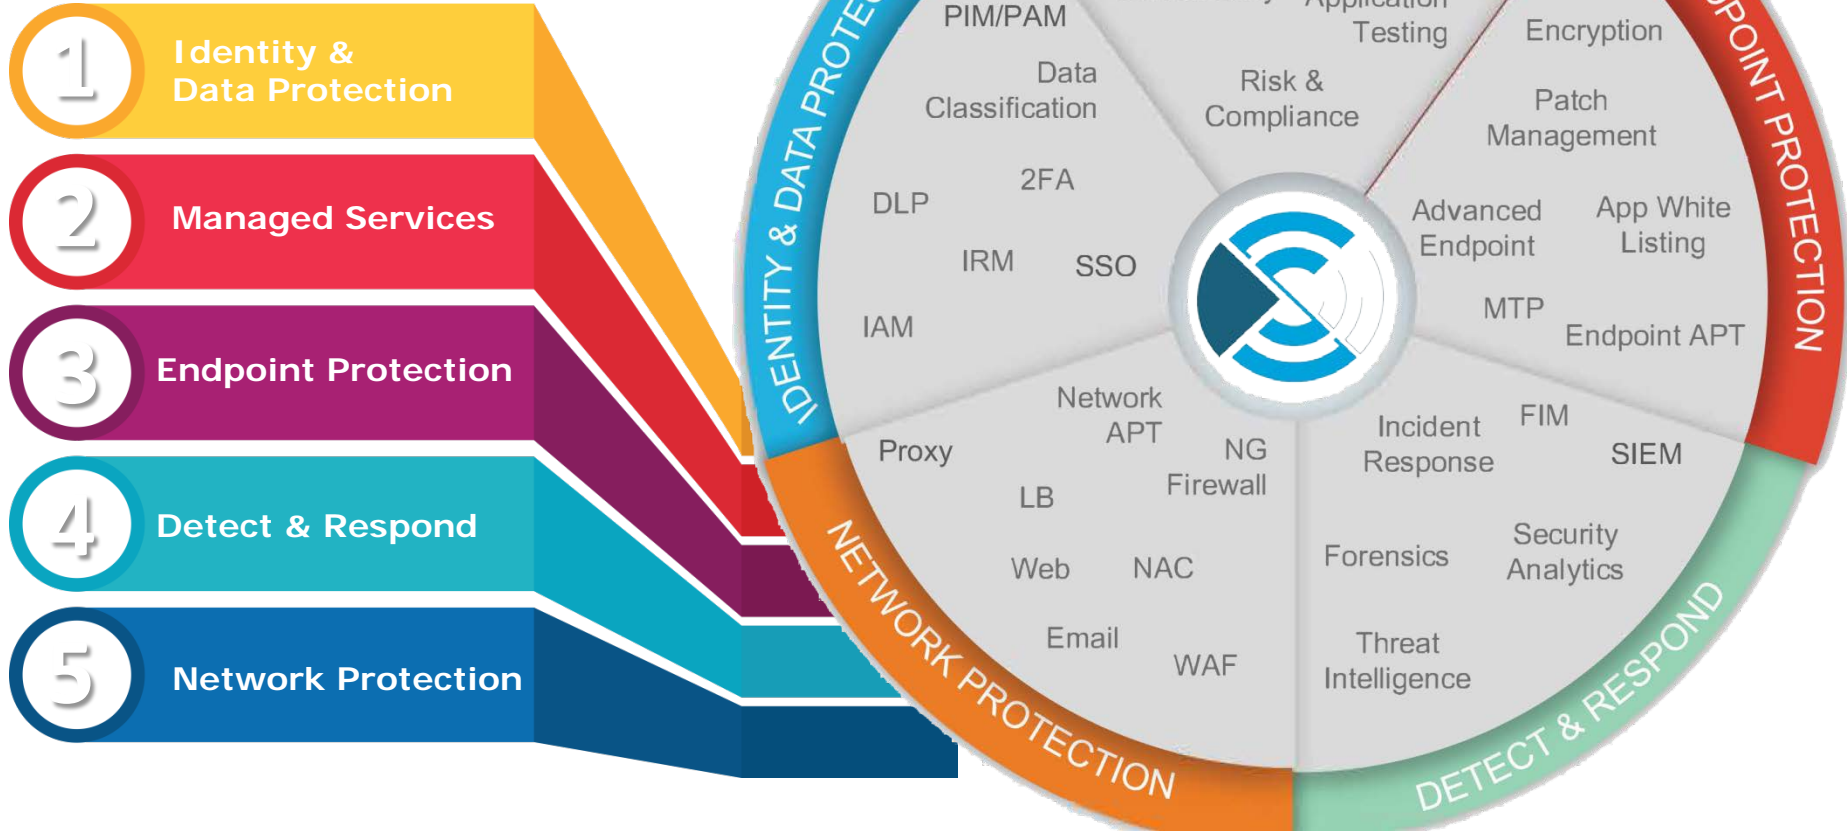 1
Identity &
Data Protection
2
Managed Services
3
Endpoint Protection
4
Detect & Respond
5
Network Protection
IDENTITY & DATA PROTEC
PIM/PAM
Data
Classification
2FA
DLP
IRM
SSO
IAM
Application
Testing
Risk &
Compliance
Encryption
Patch
Management
Advanced
Endpoint
App White
Listing
MTP
Endpoint APT
DPOINT PROTECTION
Network
APT
Proxy
NG
Firewall
LB
Web
NAC
Email
WAF
NETWORK PROTECTION
Incident
Response
FIM
SIEM
Forensics
Security
Analytics
Threat
Intelligence
DETECT & RESPOND